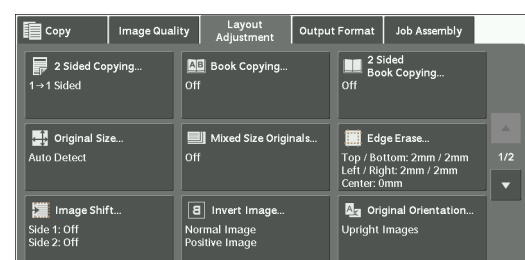 Copy
Image Quality
Layout
Adjustment
Output Format
Job Assembly
2 Sided Copying...
1→1 Sided
Book Copying...
Off
2 Sided
Book Copying...
Off
Original Size...
Auto Detect
Mixed Size Originals...
Off
Edge Erase...
Top / Bottom: 2mm / 2mm
Left / Right: 2mm / 2mm
Center: 0mm
1/2
Image Shift...
Side 1: Off
Side 2: Off
Invert Image...
Normal Image
Positive Image
Original Orientation...
Upright Images